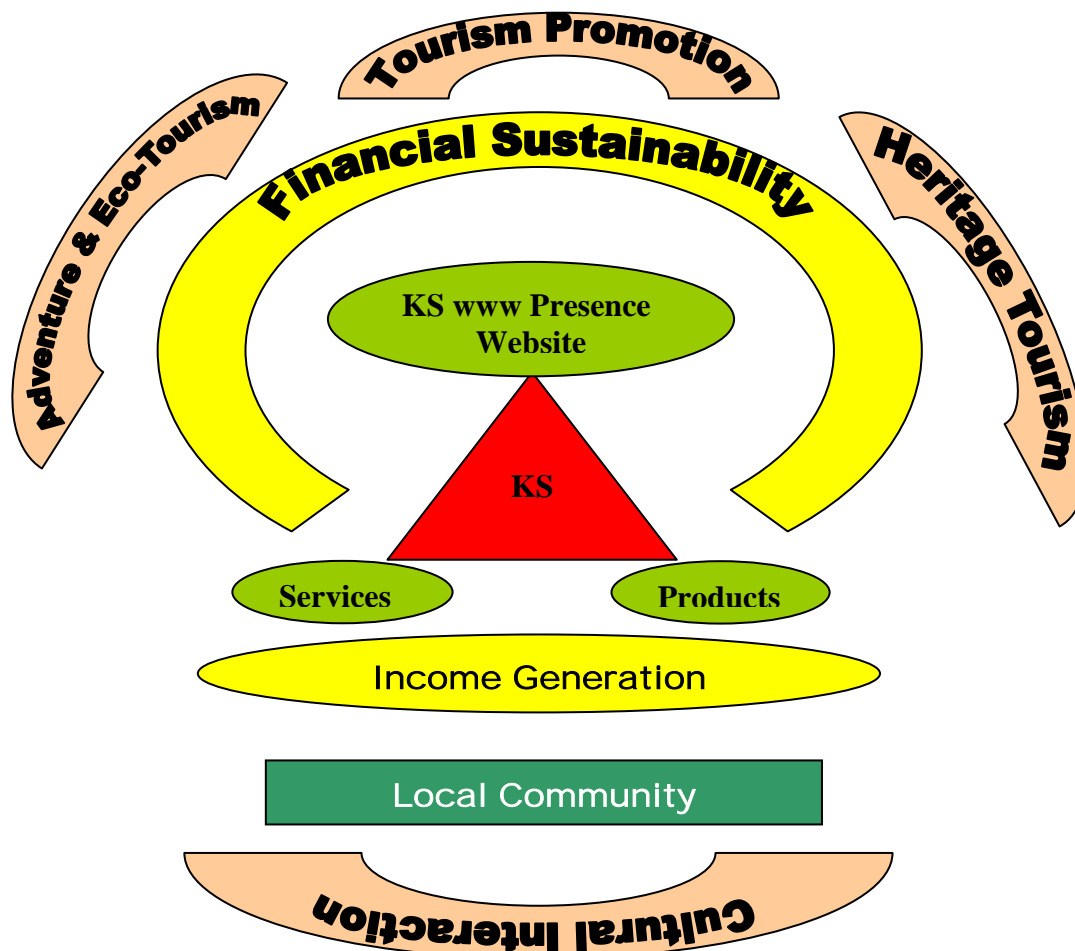 Tourism Promotion
Adventure & Eco-Tourism
Heritage Tourism
Financial Sustainability
KS www Presence
Website
KS
Services
Products
Income Generation
Local Community
Cultural Interaction